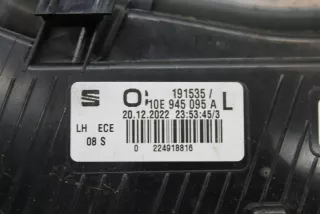 191535 /
10E 945 095 A L
20.12.2022 23:53:45/3
LH ECE
08 S
0 224918816